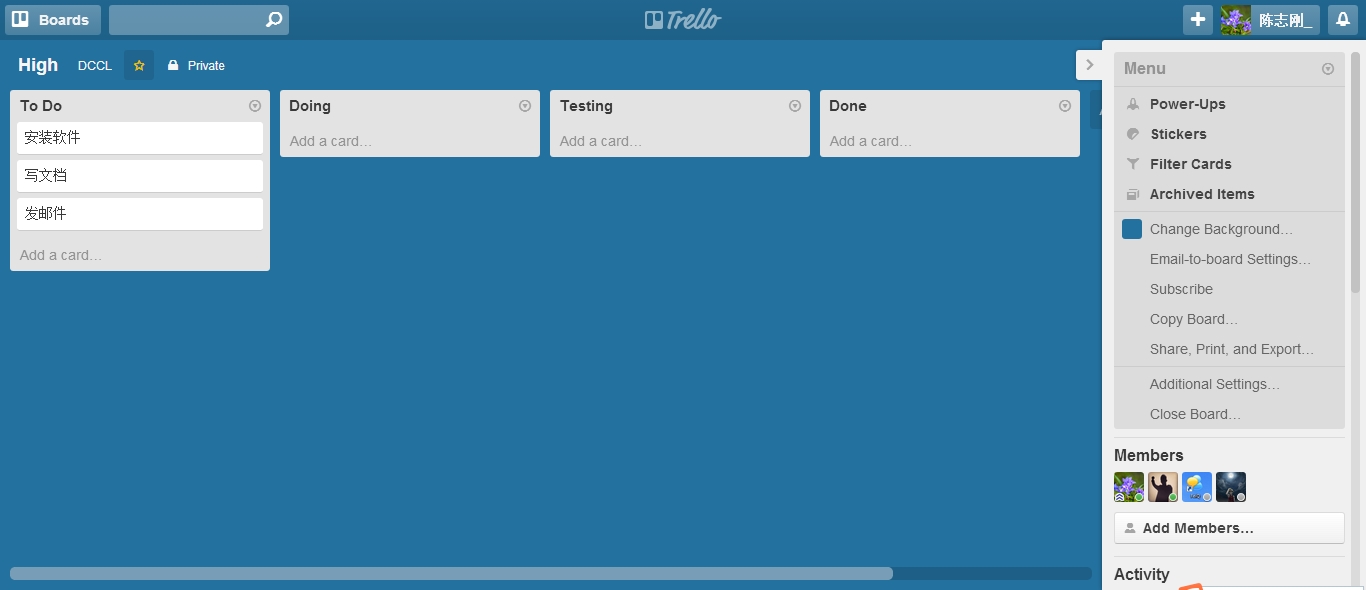 Boards
Trello
陈志刚_
High
DCCL
Private
To Do
安装软件
写文档
发邮件
Add a card…
Doing
Add a card…
Testing
Add a card…
Done
Add a card…
Menu
Power-Ups
Stickers
Filter Cards
Archived Items
Change Background…
Email-to-board Settings…
Subscribe
Copy Board…
Share, Print, and Export…
Additional Settings…
Close Board…
Members
Add Members…
Activity